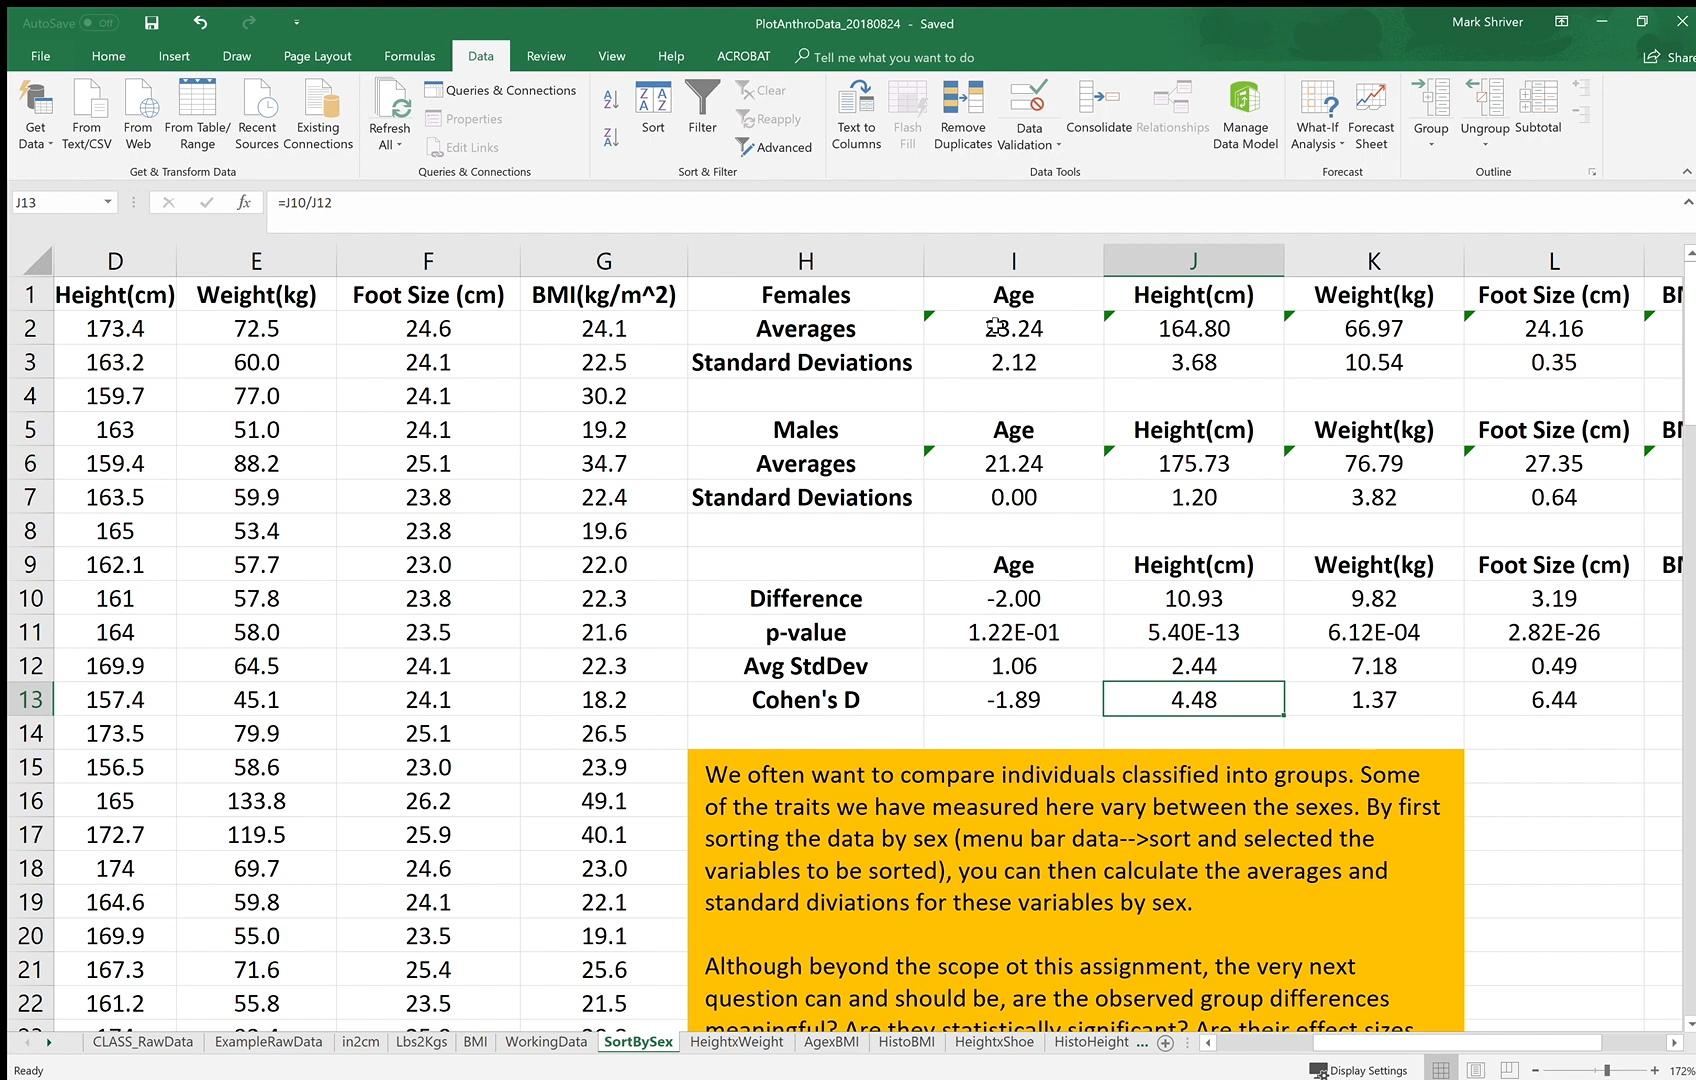 AutoSave Off
PlotAnthroData_20180824 - Saved
Mark Shriver
File Home Insert Draw Page Layout Formulas Data Review View Help ACROBAT Tell me what you want to do Share
Get Data
From Text/CSV
From Web
From Table/ Range
Recent Sources
Existing Connections
Get & Transform Data
Refresh All
Queries & Connections
Properties
Edit Links
Queries & Connections
Sort
Filter
Clear
Reapply
Advanced
Sort & Filter
Text to Columns
Flash Fill
Remove Duplicates
Data Validation
Consolidate
Relationships
Manage Data Model
Data Tools
What-If Analysis
Forecast Sheet
Forecast
Group
Ungroup
Subtotal
Outline
J13 fx =J10/J12
D E F G H I J K L
1 Height(cm) Weight(kg) Foot Size (cm) BMI(kg/m^2) Females Age Height(cm) Weight(kg) Foot Size (cm)
2 173.4 72.5 24.6 24.1 Averages 23.24 164.80 66.97 24.16
3 163.2 60.0 24.1 22.5 Standard Deviations 2.12 3.68 10.54 0.35
4 159.7 77.0 24.1 30.2
5 163 51.0 24.1 19.2 Males Age Height(cm) Weight(kg) Foot Size (cm)
6 159.4 88.2 25.1 34.7 Averages 21.24 175.73 76.79 27.35
7 163.5 59.9 23.8 22.4 Standard Deviations 0.00 1.20 3.82 0.64
8 165 53.4 23.8 19.6
9 162.1 57.7 23.0 22.0 Age Height(cm) Weight(kg) Foot Size (cm)
10 161 57.8 23.8 22.3 Difference -2.00 10.93 9.82 3.19
11 164 58.0 23.5 21.6 p-value 1.22E-01 5.40E-13 6.12E-04 2.82E-26
12 169.9 64.5 24.1 22.3 Avg StdDev 1.06 2.44 7.18 0.49
13 157.4 45.1 24.1 18.2 Cohen's D -1.89 4.48 1.37 6.44
14 173.5 79.9 25.1 26.5
15 156.5 58.6 23.0 23.9
16 165 133.8 26.2 49.1
17 172.7 119.5 25.9 40.1
18 174 69.7 24.6 23.0
19 164.6 59.8 24.1 22.1
20 169.9 55.0 23.5 19.1
21 167.3 71.6 25.4 25.6
22 161.2 55.8 23.5 21.5
We often want to compare individuals classified into groups. Some
of the traits we have measured here vary between the sexes. By first
sorting the data by sex (menu bar data-->sort and selected the
variables to be sorted), you can then calculate the averages and
standard diviations for these variables by sex.
Although beyond the scope ot this assignment, the very next
question can and should be, are the observed group differences
meaningful? Are they statistically significant? Are their effect sizes
CLASS_RawData ExampleRawData in2cm Lbs2Kgs BMI WorkingData SortBySex HeightxWeight AgexBMI HistoBMI HeightxShoe HistoHeight ...
Ready
Display Settings
172%